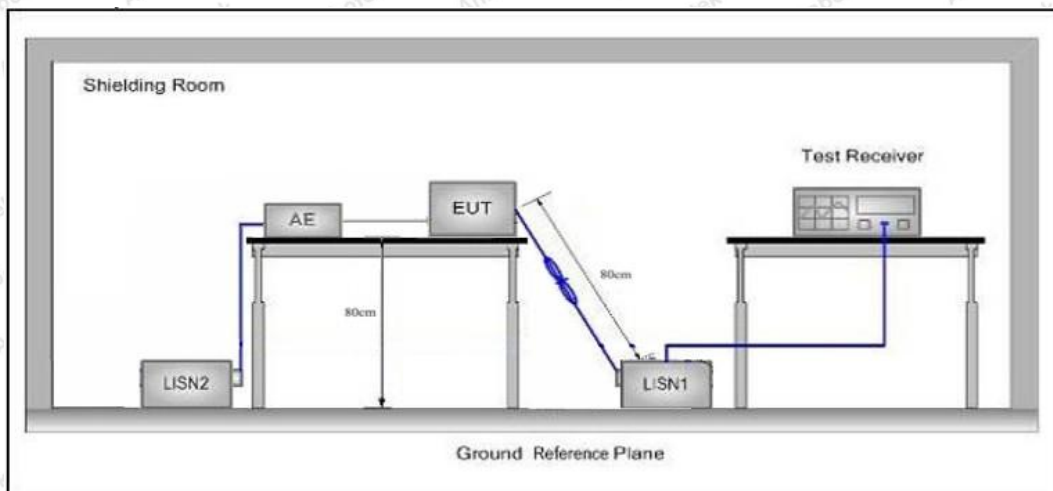 Shielding Room
Test Receiver
EUT
AE
80cm
80cm
LISN2
LISN1
Ground Reference Plane